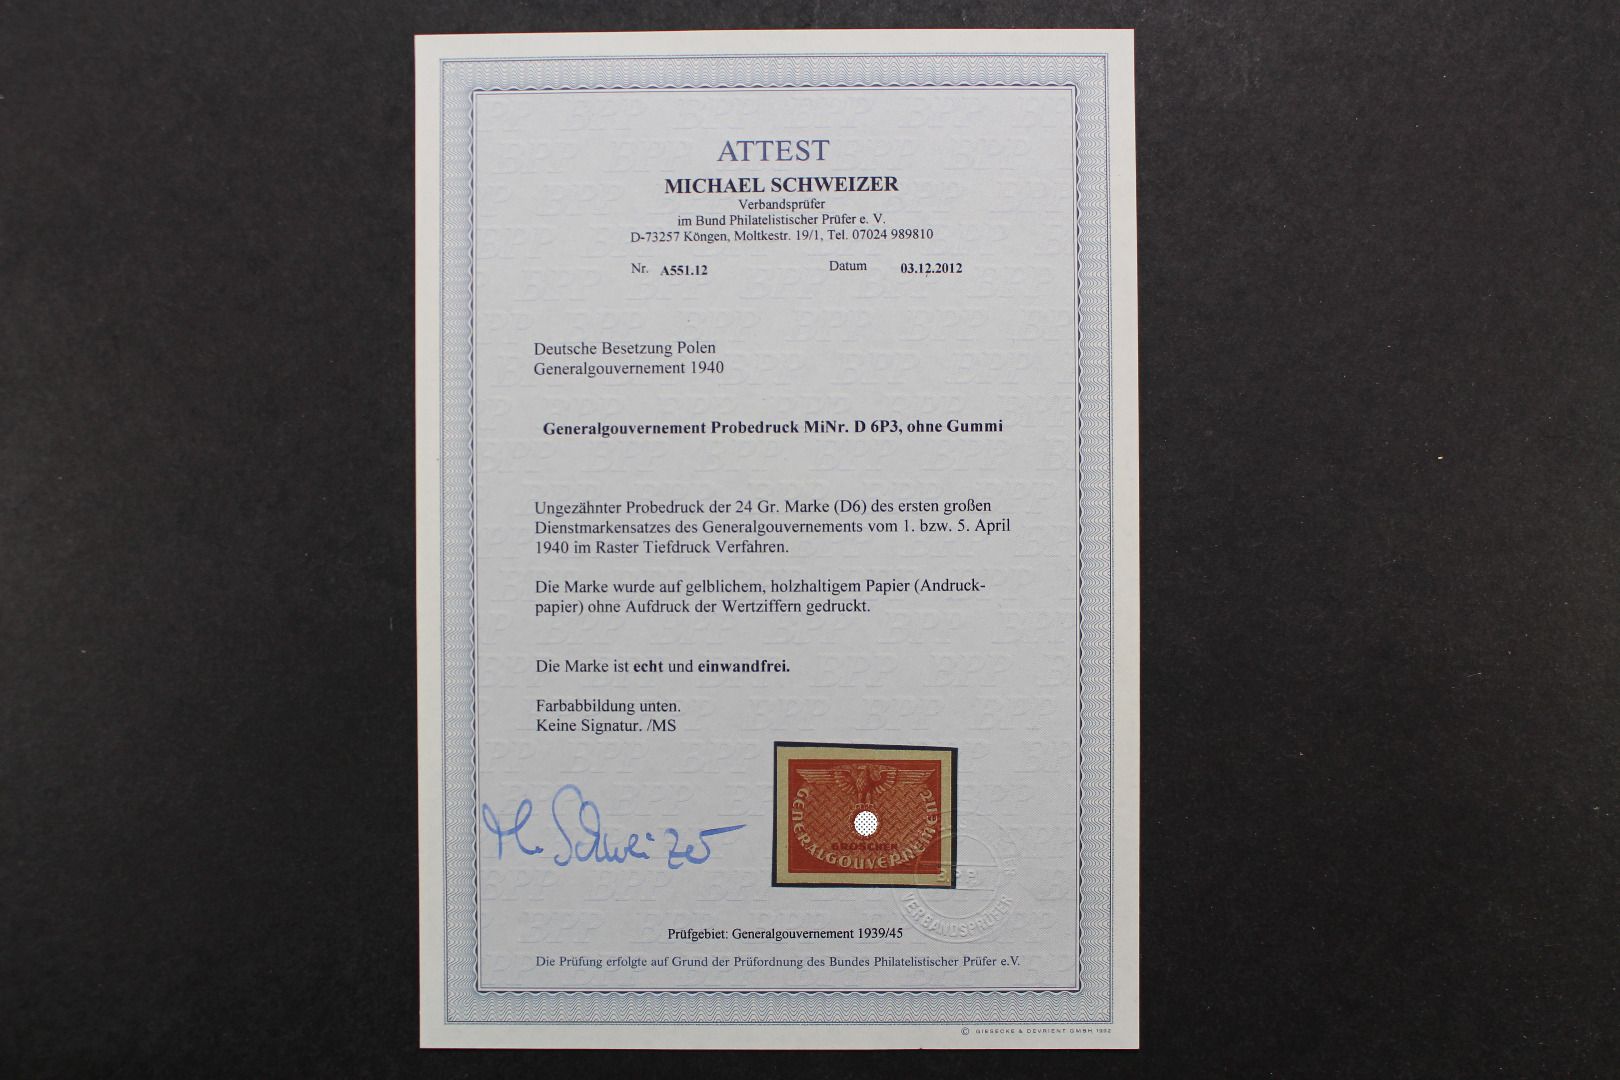 ATTEST
MICHAEL SCHWEIZER
Verbandsprüfer
im Bund Philatelistischer Prüfer e. V.
D-73257 Köngen, Moltkestr. 19/1, Tel. 07024 989810
Nr. A551.12 Datum 03.12.2012
Deutsche Besetzung Polen
Generalgouvernement 1940
Generalgouvernement Probedruck MiNr. D 6P3, ohne Gummi
Ungezähnter Probedruck der 24 Gr. Marke (D6) des ersten großen
Dienstmarkensatzes des Generalgouvernements vom 1. bzw. 5. April
1940 im Raster Tiefdruck Verfahren.
Die Marke wurde auf gelblichem, holzhaltigem Papier (Andruck-
papier) ohne Aufdruck der Wertziffern gedruckt.
Die Marke ist echt und einwandfrei.
Farbabbildung unten.
Keine Signatur. /MS
M. Schweizer
GROSCHEN
GENERALGOUVERNEMENT
B.P.P.
VERBANDSPRÜFER
Prüfgebiet: Generalgouvernement 1939/45
Die Prüfung erfolgte auf Grund der Prüfordnung des Bundes Philatelistischer Prüfer e.V.
© GIESECKE & DEVRIENT GMBH 1992